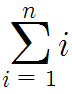 n
∑ i
i = 1